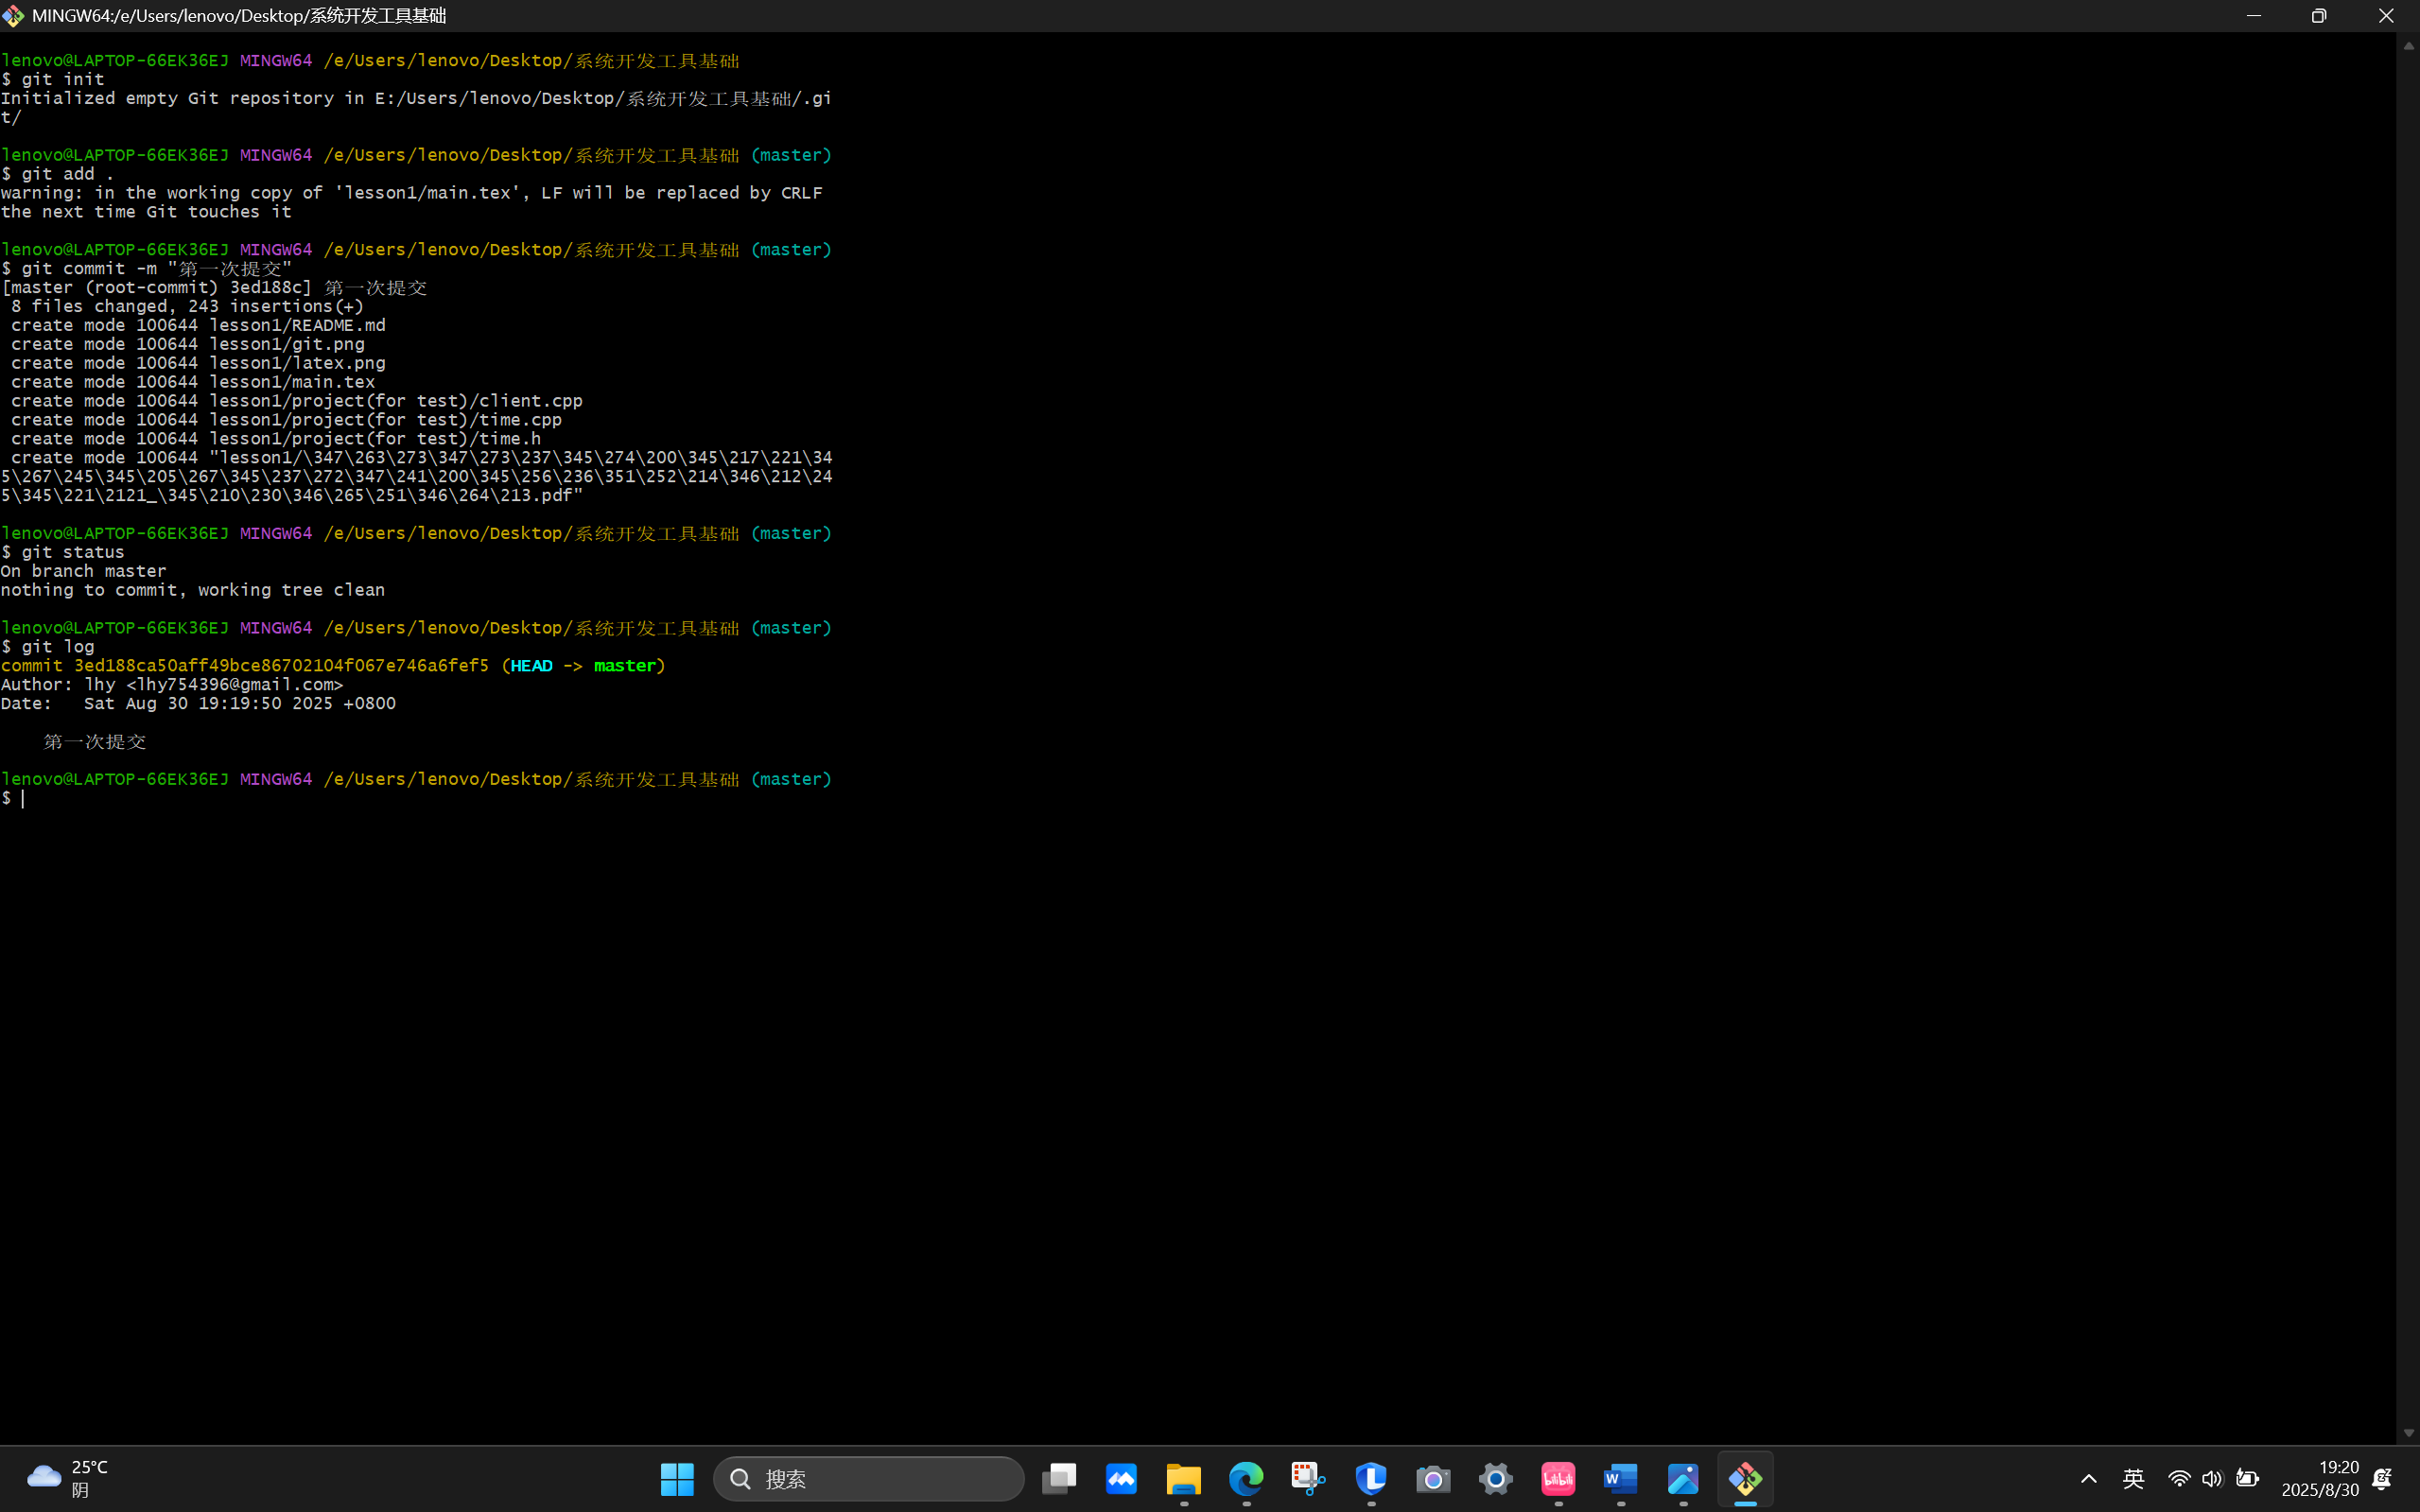 MINGW64:/e/Users/lenovo/Desktop/系统开发工具基础
lenovo@LAPTOP-66EK36EJ MINGW64 /e/Users/lenovo/Desktop/系统开发工具基础
$ git init
Initialized empty Git repository in E:/Users/lenovo/Desktop/系统开发工具基础/.gi
t/
lenovo@LAPTOP-66EK36EJ MINGW64 /e/Users/lenovo/Desktop/系统开发工具基础 (master)
$ git add .
warning: in the working copy of 'lesson1/main.tex', LF will be replaced by CRLF
the next time Git touches it
lenovo@LAPTOP-66EK36EJ MINGW64 /e/Users/lenovo/Desktop/系统开发工具基础 (master)
$ git commit -m "第一次提交"
[master (root-commit) 3ed188c] 第一次提交
8 files changed, 243 insertions(+)
create mode 100644 lesson1/README.md
create mode 100644 lesson1/git.png
create mode 100644 lesson1/latex.png
create mode 100644 lesson1/main.tex
create mode 100644 lesson1/project(for test)/client.cpp
create mode 100644 lesson1/project(for test)/time.cpp
create mode 100644 lesson1/project(for test)/time.h
create mode 100644 "lesson1/\347\263\273\347\273\237\345\274\200\345\217\221\34
5\267\245\345\205\267\345\237\272\347\241\200\345\256\236\351\252\214\346\212\24
5\345\221\2121_\345\210\230\346\265\251\346\264\213.pdf"
lenovo@LAPTOP-66EK36EJ MINGW64 /e/Users/lenovo/Desktop/系统开发工具基础 (master)
$ git status
On branch master
nothing to commit, working tree clean
lenovo@LAPTOP-66EK36EJ MINGW64 /e/Users/lenovo/Desktop/系统开发工具基础 (master)
$ git log
commit 3ed188ca50aff49bce86702104f067e746a6fef5 (HEAD -> master)
Author: lhy <lhy754396@gmail.com>
Date:   Sat Aug 30 19:19:50 2025 +0800
第一次提交
lenovo@LAPTOP-66EK36EJ MINGW64 /e/Users/lenovo/Desktop/系统开发工具基础 (master)
$
25°C
阴
搜索
bilibili
W
英
19:20
2025/8/30